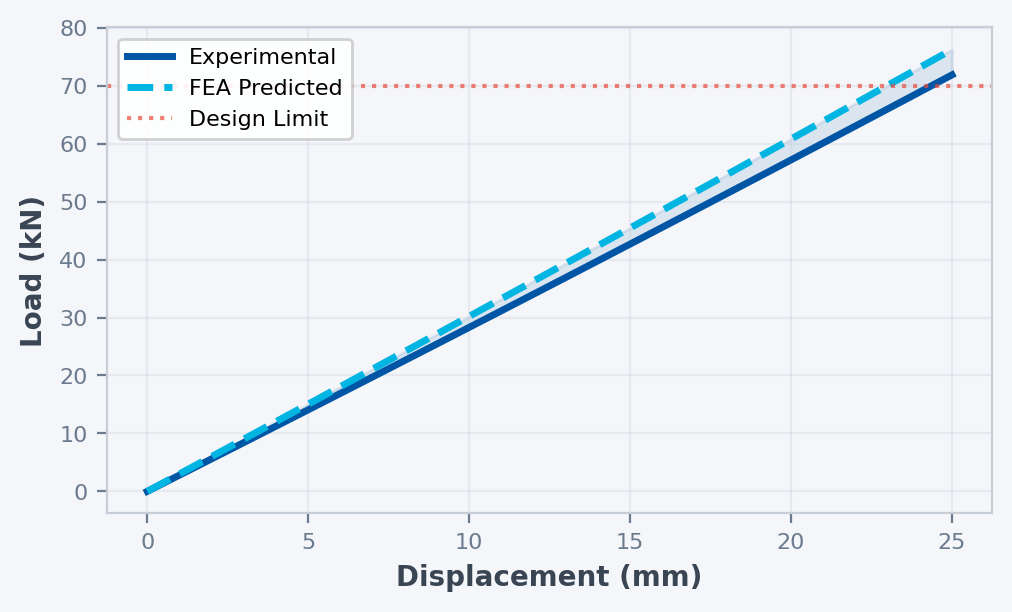 80
70
60
50
40
30
20
10
0
Load (kN)
Experimental
FEA Predicted
Design Limit
0 5 10 15 20 25
Displacement (mm)